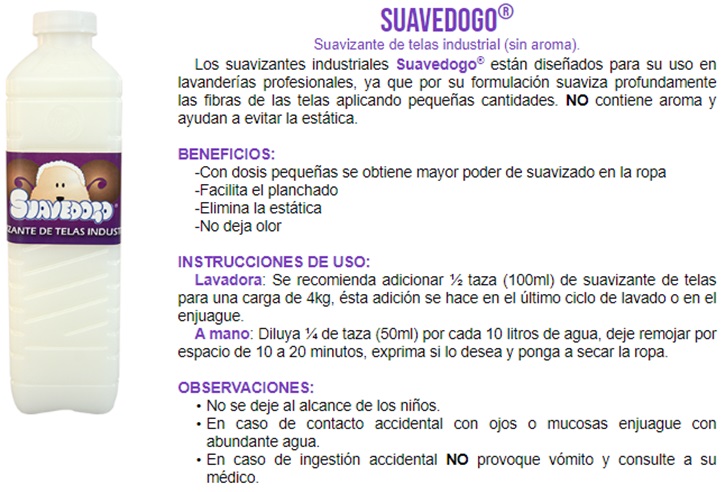 SUAVEDOGO®
Suavizante de telas industrial (sin aroma).
Los suavizantes industriales Suavedogo® están diseñados para su uso en
lavanderías profesionales, ya que por su formulación suaviza profundamente
las fibras de las telas aplicando pequeñas cantidades. NO contiene aroma y
ayudan a evitar la estática.
BENEFICIOS:
-Con dosis pequeñas se obtiene mayor poder de suavizado en la ropa
-Facilita el planchado
-Elimina la estática
-No deja olor
INSTRUCCIONES DE USO:
Lavadora: Se recomienda adicionar ½ taza (100ml) de suavizante de telas
para una carga de 4kg, ésta adición se hace en el último ciclo de lavado o en el
enjuague.
A mano: Diluya ¼ de taza (50ml) por cada 10 litros de agua, deje remojar por
espacio de 10 a 20 minutos, exprima si lo desea y ponga a secar la ropa.
OBSERVACIONES:
• No se deje al alcance de los niños.
• En caso de contacto accidental con ojos o mucosas enjuague con
abundante agua.
• En caso de ingestión accidental NO provoque vómito y consulte a su
médico.
SUAVEDOGO®
IZANTE DE TELAS INDUST